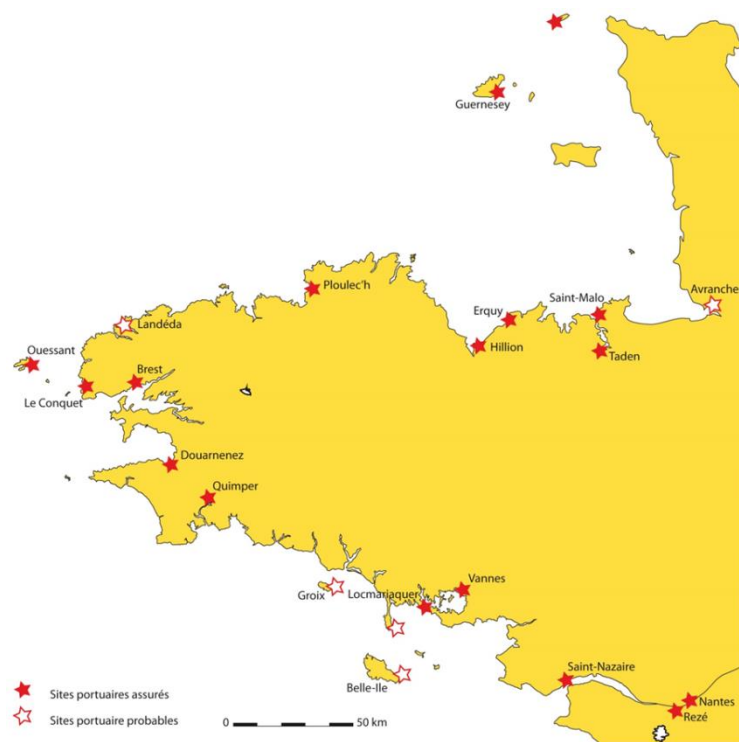 Guernesey
Ploulec'h
Avranche
Saint-Malo
Erquy
Landéda
Hillion
Taden
Ouessant
Brest
Le Conquet
Douarnenez
Quimper
Vannes
Groix
Locmariaquer
Saint-Nazaire
Belle-Ile
Nantes
Rezé
Sites portuaires assurés
Sites portuaire probables
0 50 km